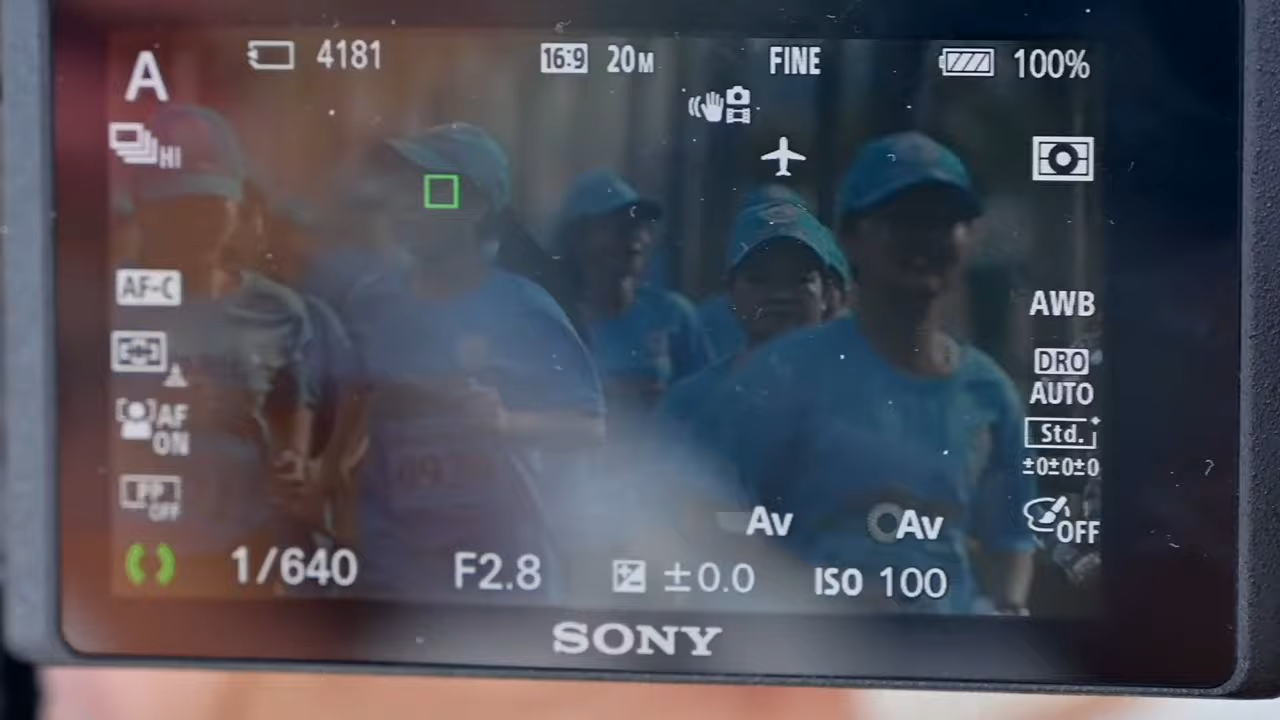 A 4181 16:9 20M FINE 100%
HI
AF-C
AWB
DRO
AUTO
AF
ON
Std.
±0±0±0
PP
OFF
Av Av
OFF
1/640 F2.8 ±0.0 ISO 100
SONY